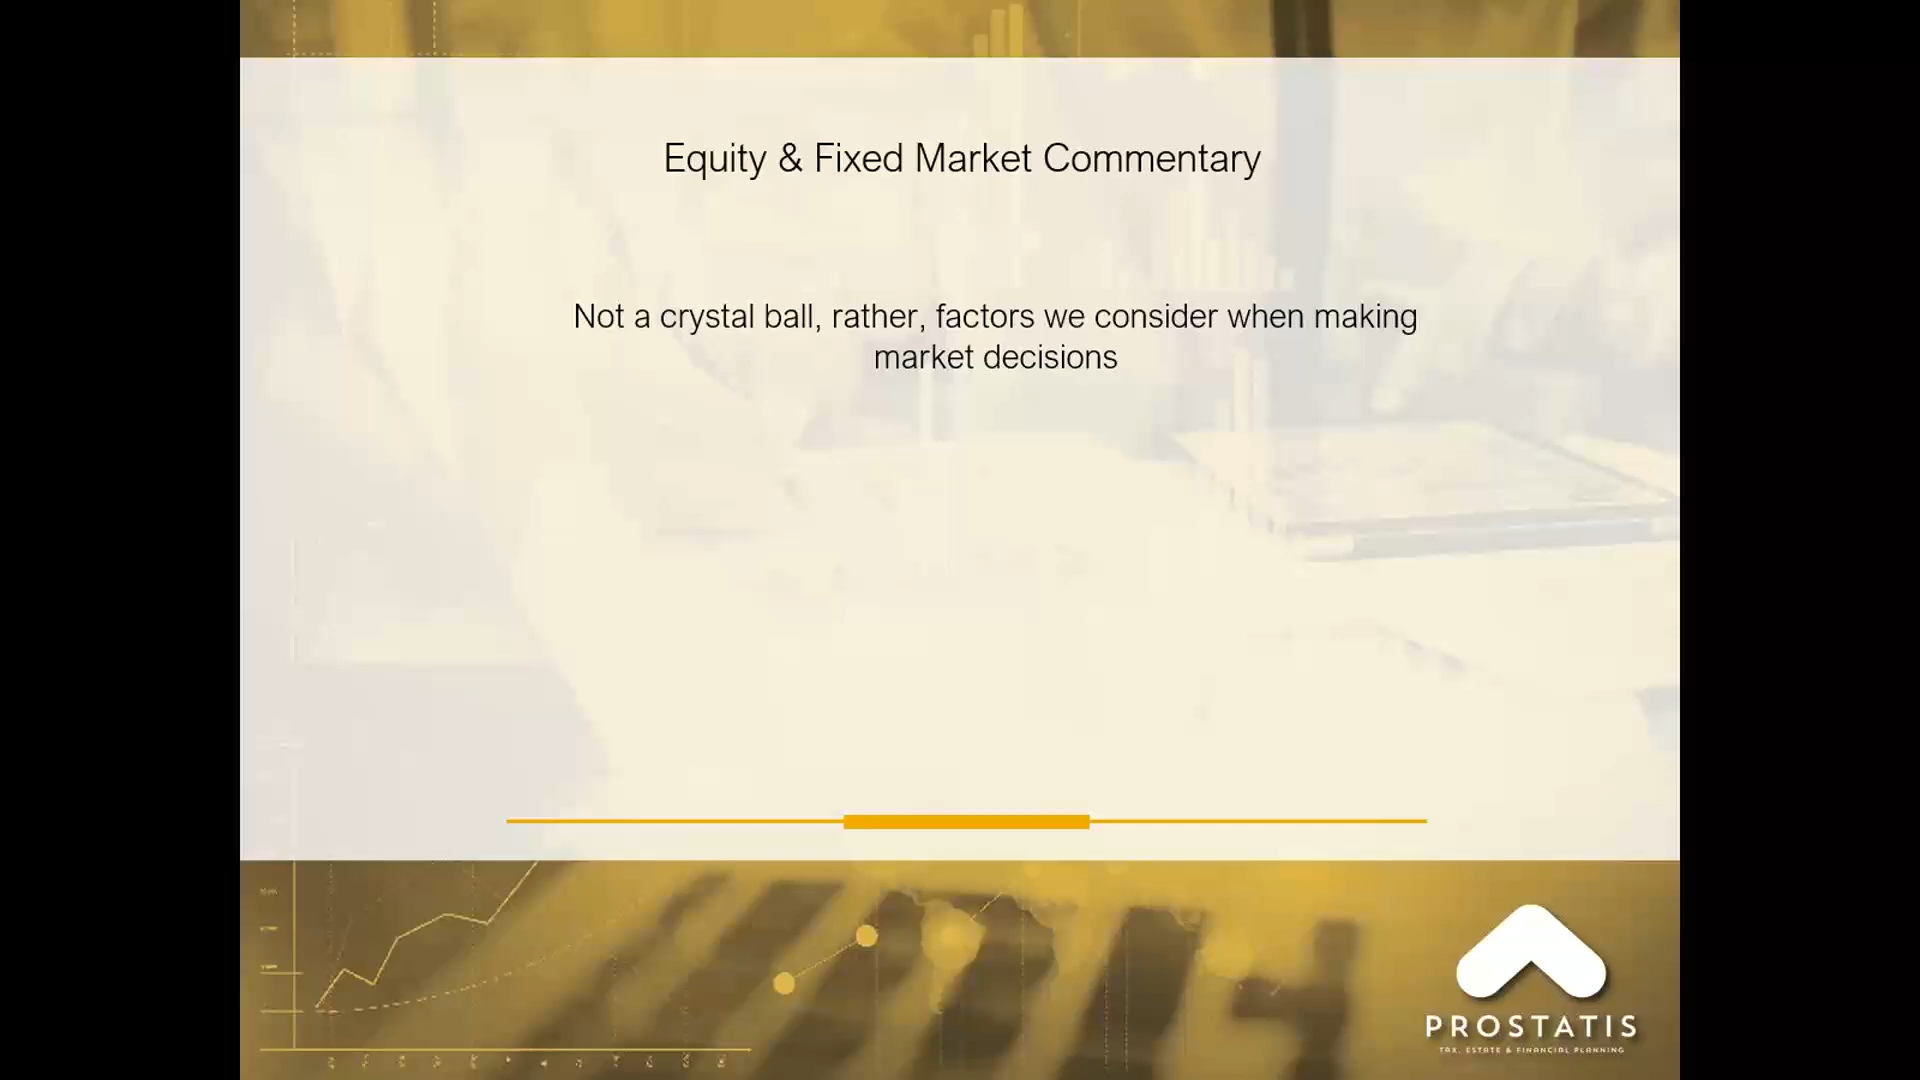 Equity & Fixed Market Commentary
Not a crystal ball, rather, factors we consider when making
market decisions
PROSTATIS
TAX, ESTATE & FINANCIAL PLANNING